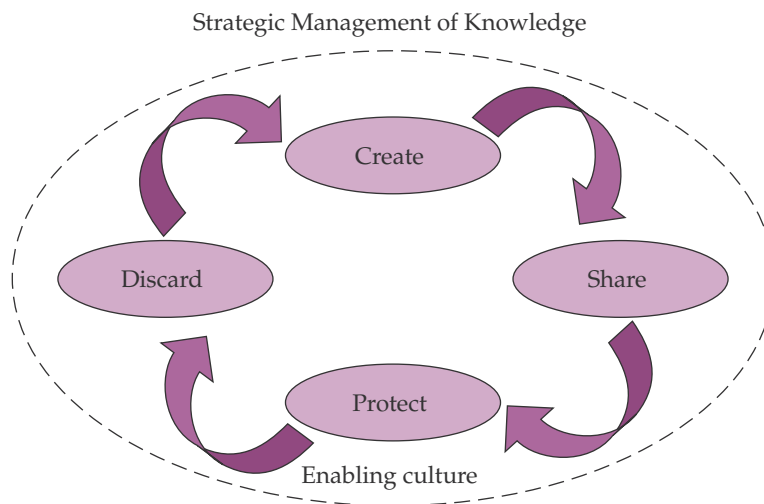 Strategic Management of Knowledge
Create
Discard
Share
Protect
Enabling culture